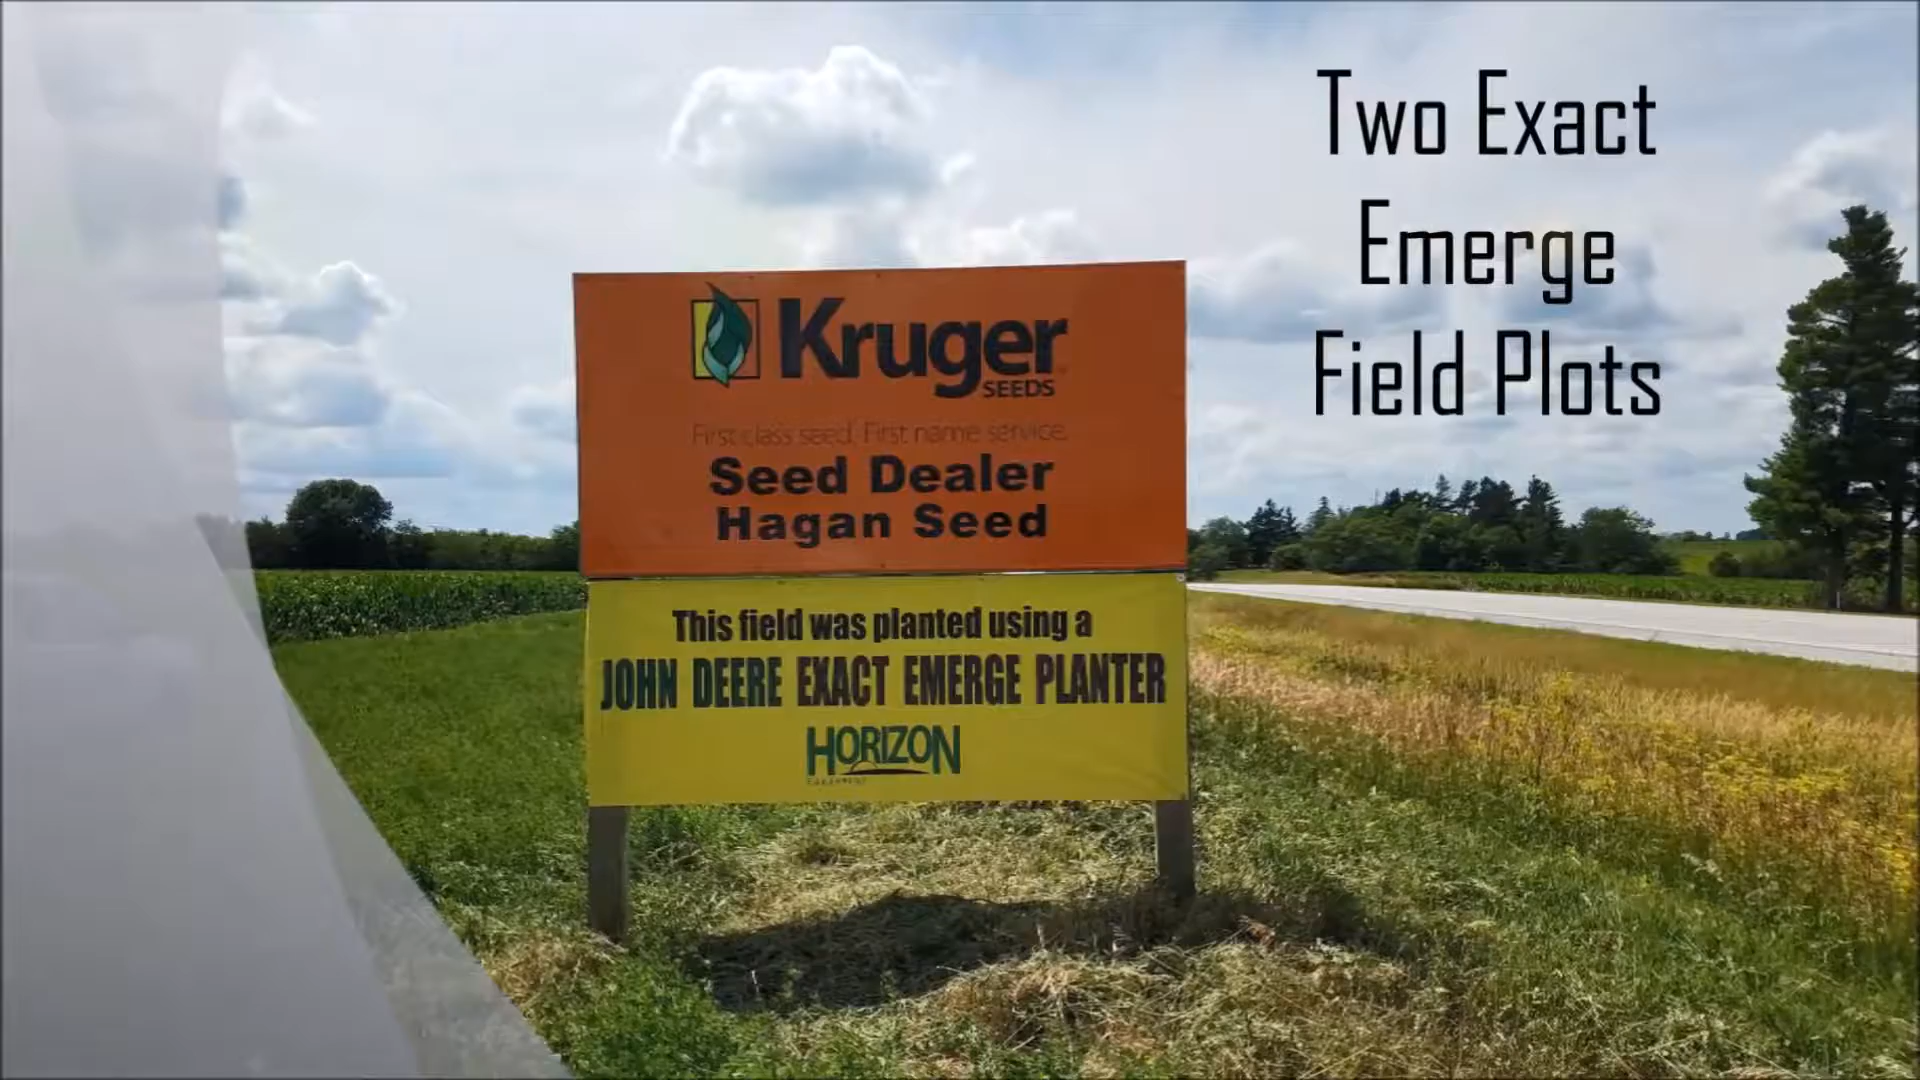 Two Exact
Emerge
Field Plots
Kruger
SEEDS
First class seed. First name service.
Seed Dealer
Hagan Seed
This field was planted using a
JOHN DEERE EXACT EMERGE PLANTER
HORIZON
EQUIPMENT